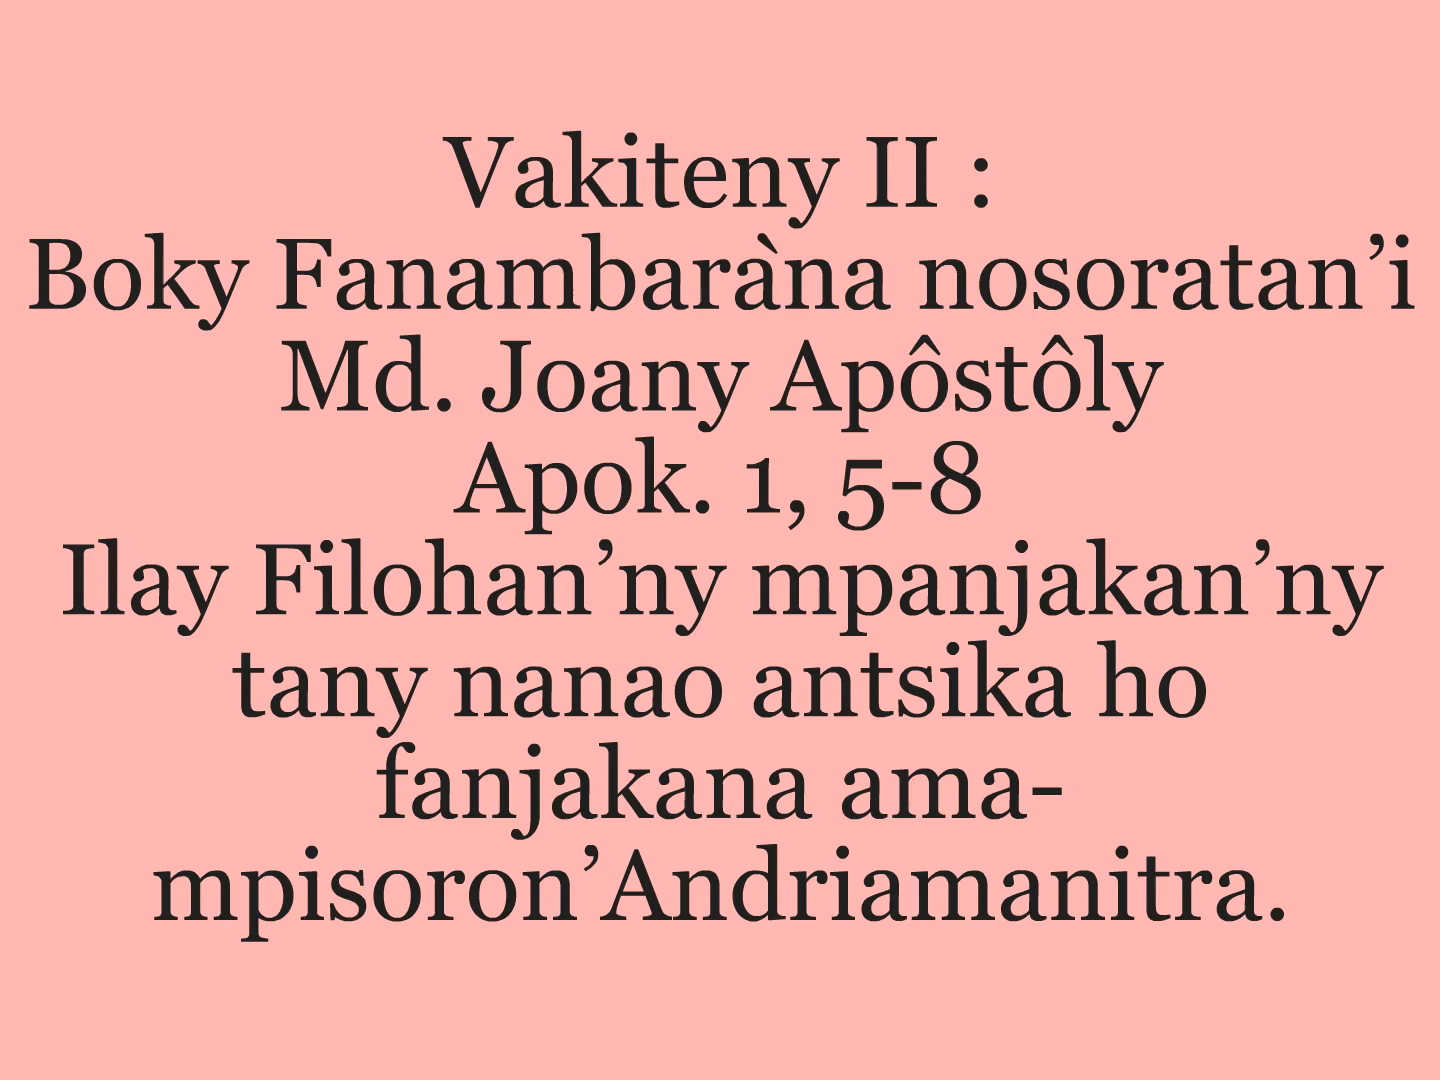 Vakiteny II :
Boky Fanambaràna nosoratan’i
Md. Joany Apôstôly
Apok. 1, 5-8
Ilay Filohan’ny mpanjakan’ny
tany nanao antsika ho
fanjakana ama-
mpisoron’Andriamanitra.